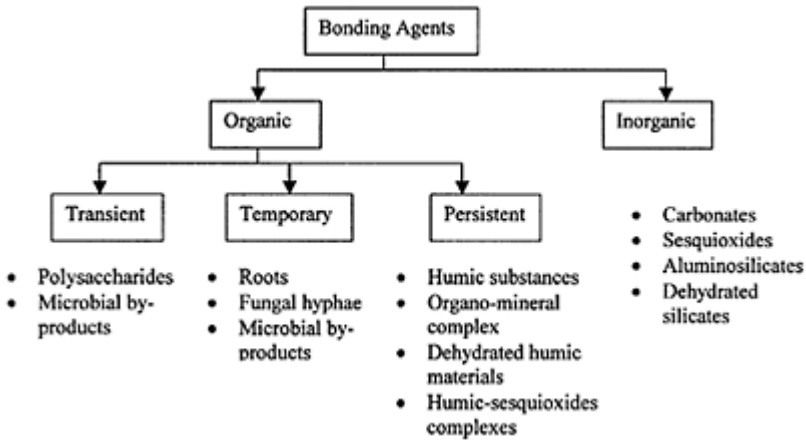 Bonding Agents
Organic
Inorganic
Transient
Temporary
Persistent
• Polysaccharides
• Microbial by-
products
• Roots
• Fungal hyphae
• Microbial by-
products
• Humic substances
• Organo-mineral
complex
• Dehydrated humic
materials
• Humic-sesquioxides
complexes
• Carbonates
• Sesquioxides
• Aluminosilicates
• Dehydrated
silicates